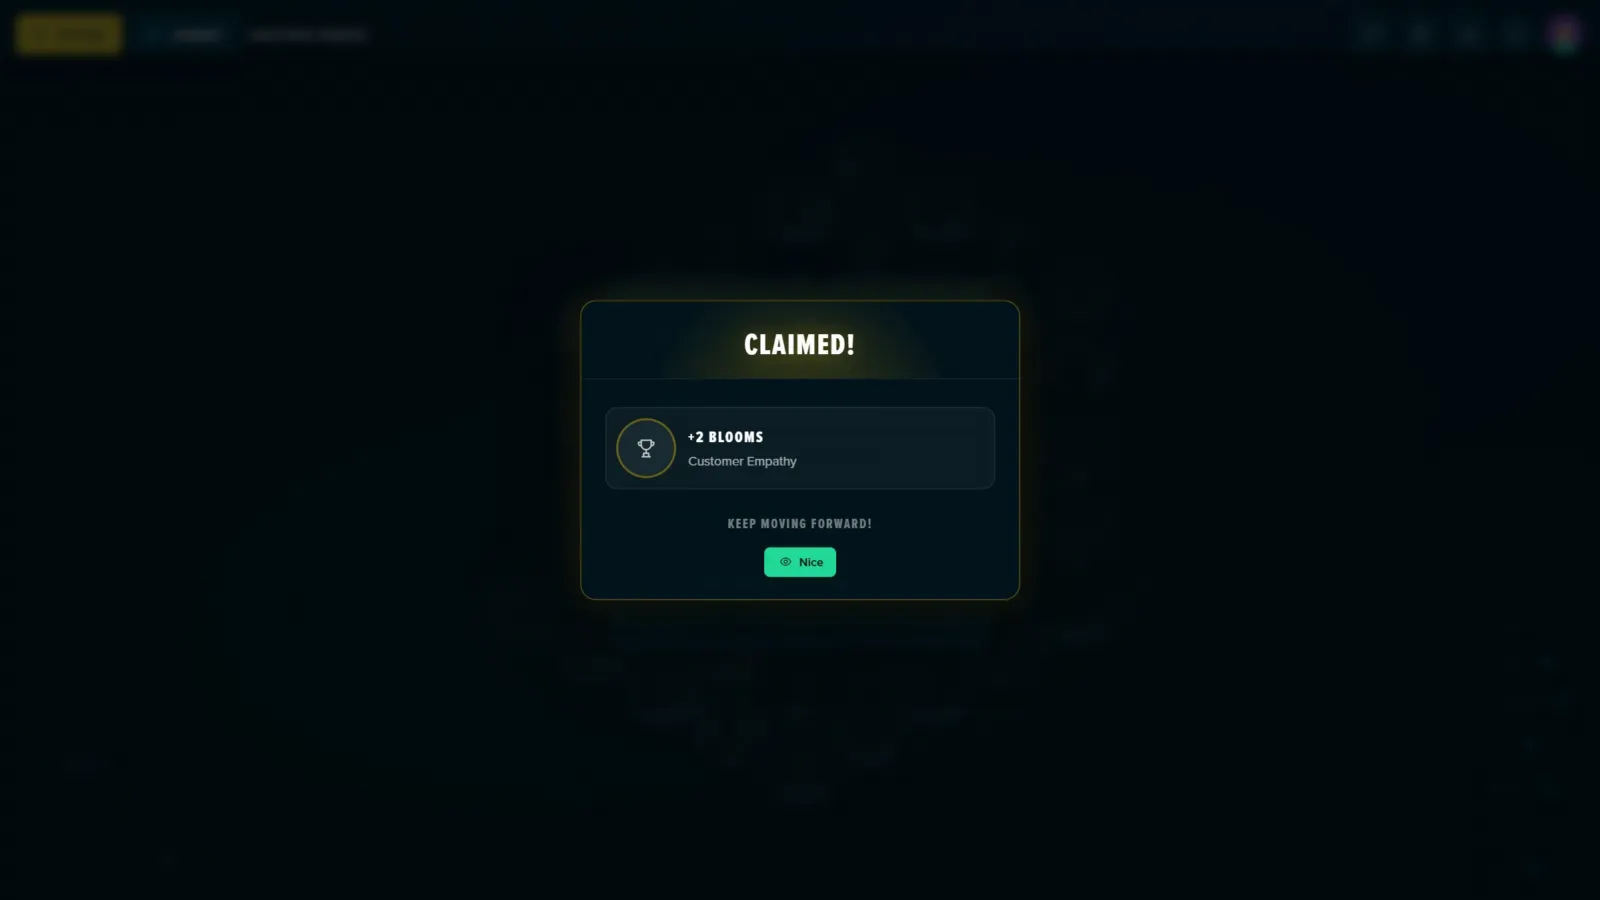 CLAIMED!
+2 BLOOMS
Customer Empathy
KEEP MOVING FORWARD!
Nice